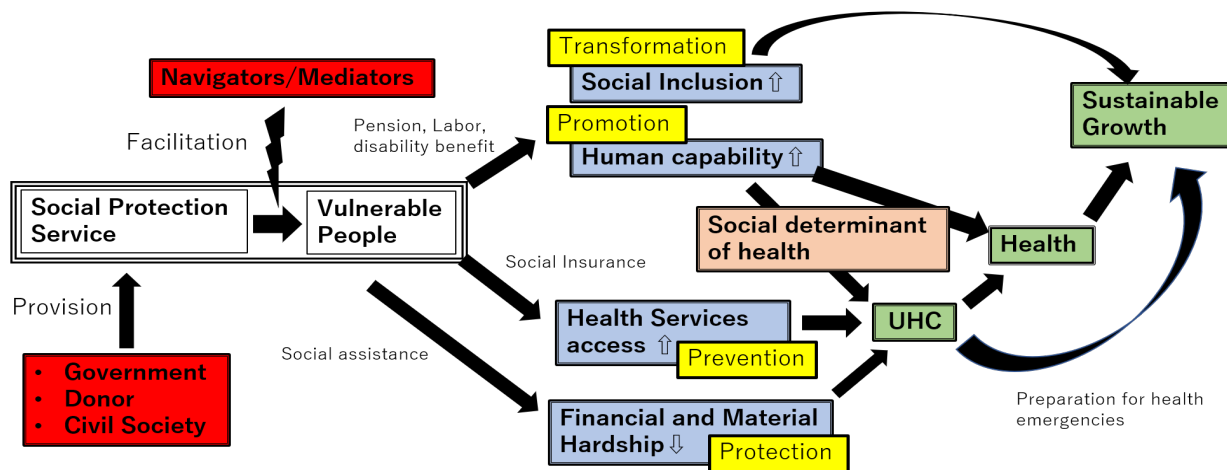 Transformation
Social Inclusion⇧
Navigators/Mediators
Sustainable
Growth
Facilitation
Pension, Labor,
disability benefit
Promotion
Human capability⇧
Social Protection
Service
Vulnerable
People
Social determinant
of health
Health
Social Insurance
Provision
Health Services
access ⇧
Prevention
UHC
Social assistance
• Government
• Donor
• Civil Society
Financial and Material
Hardship⇩
Protection
Preparation for health
emergencies